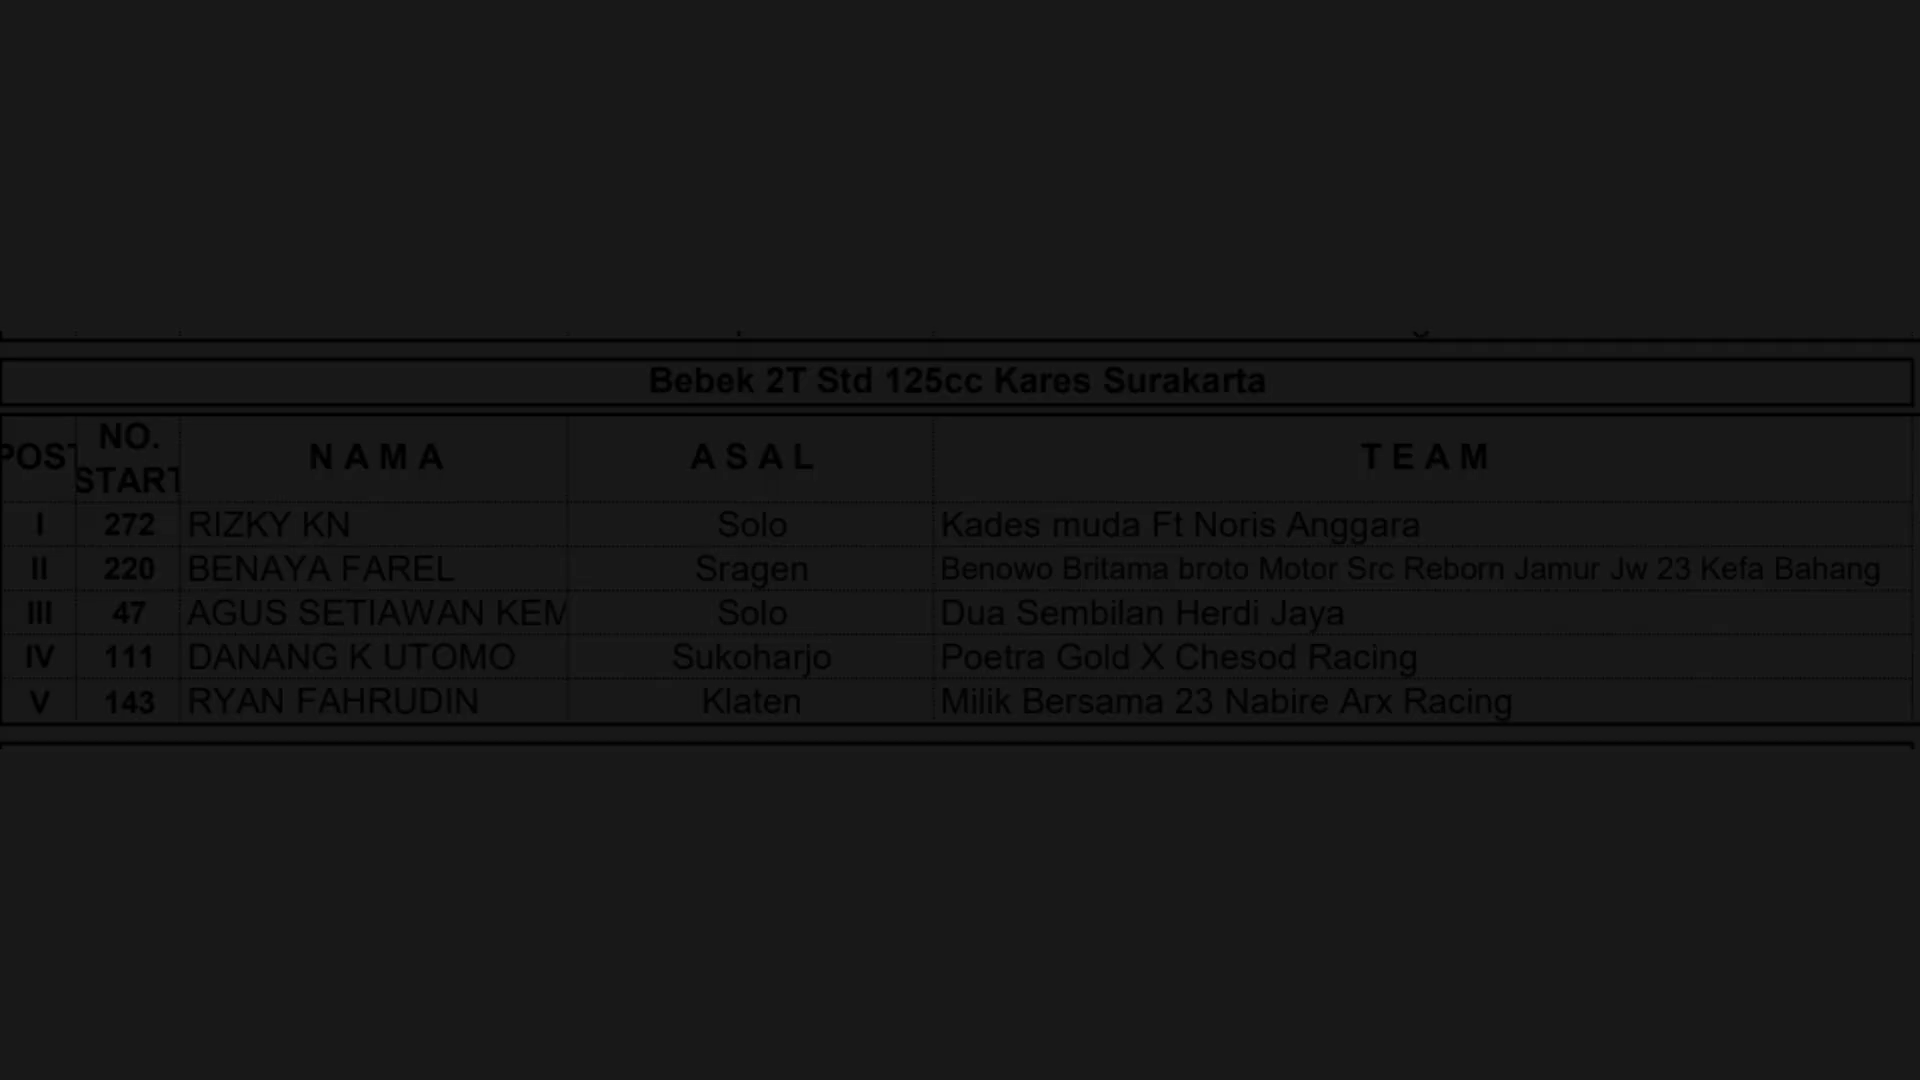 Bebek 2T Std 125cc Kares Surakarta
POST NO. START N A M A A S A L T E A M
I 272 RIZKY KN Solo Kades muda Ft Noris Anggara
II 220 BENAYA FAREL Sragen Benowo Britama broto Motor Src Reborn Jamur Jw 23 Kefa Bahang
III 47 AGUS SETIAWAN KEM Solo Dua Sembilan Herdi Jaya
IV 111 DANANG K UTOMO Sukoharjo Poetra Gold X Chesod Racing
V 143 RYAN FAHRUDIN Klaten Milik Bersama 23 Nabire Arx Racing